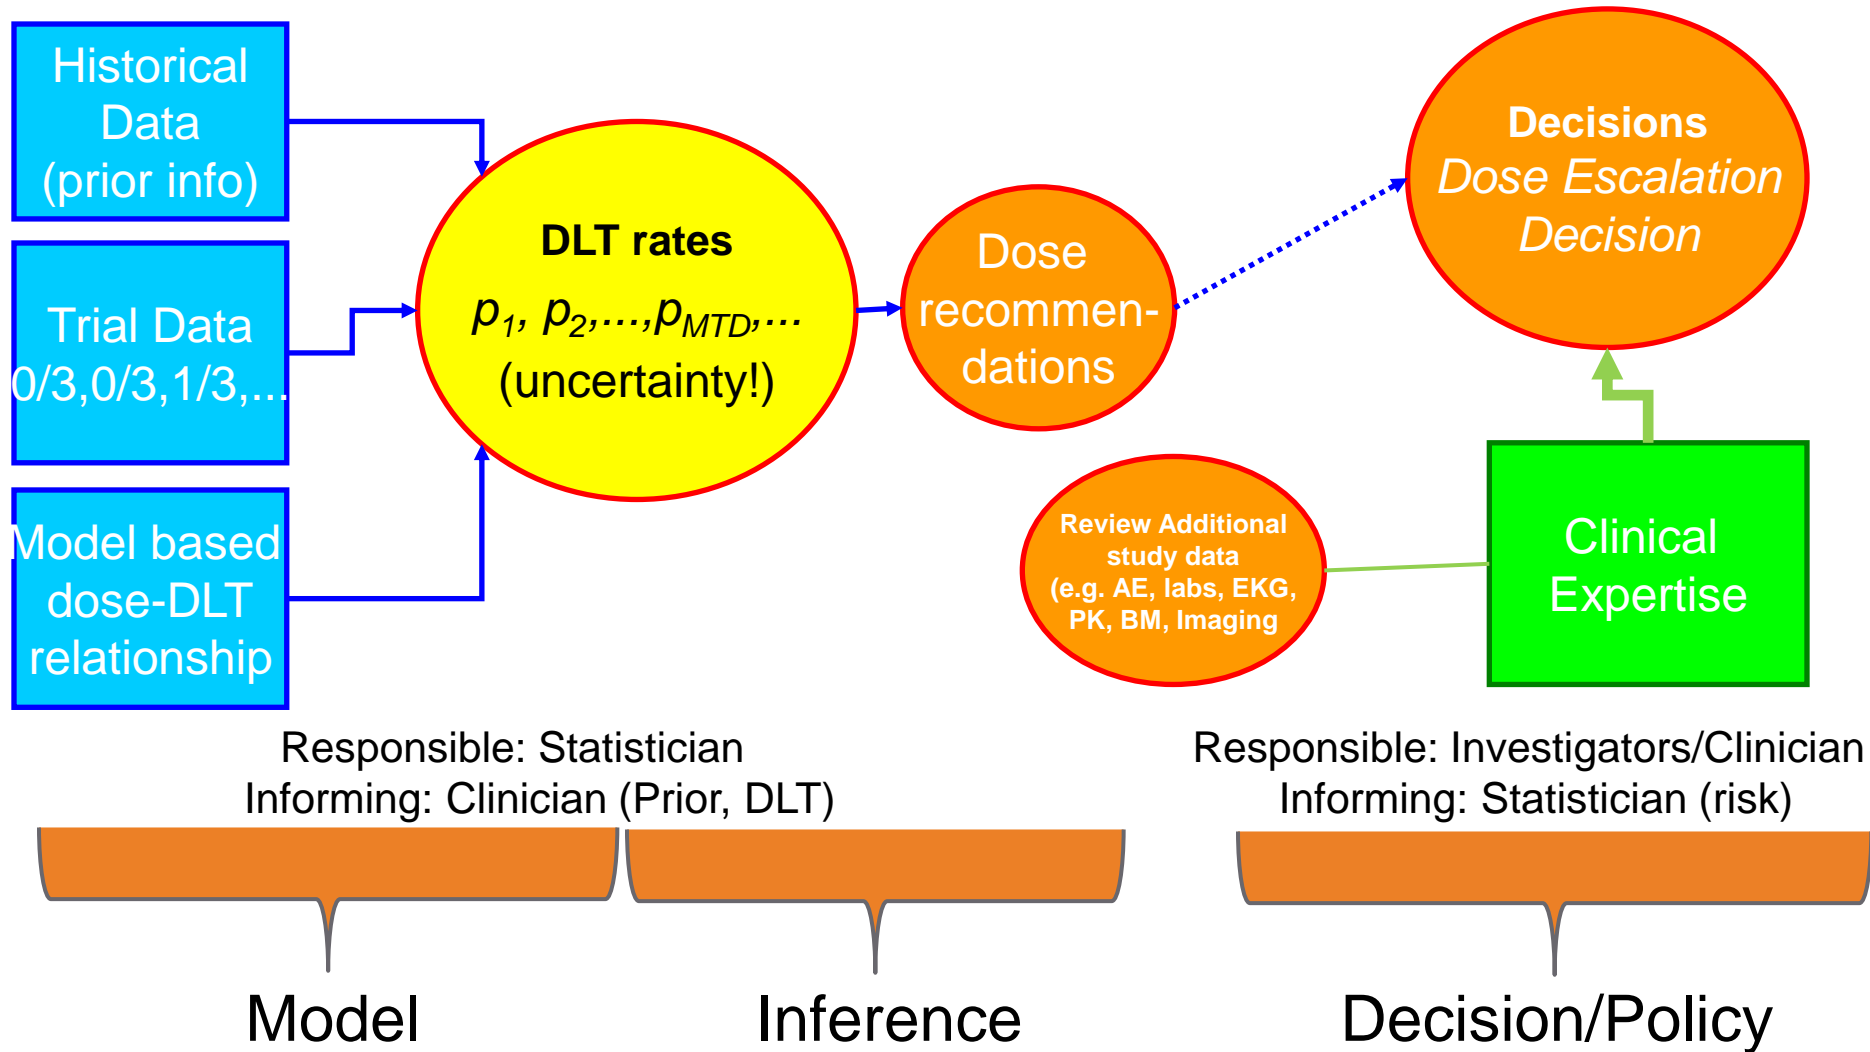 Historical
Data
(prior info)
Trial Data
0/3,0/3,1/3,...
Model based
dose-DLT
relationship
DLT rates
p1, p2,...,pMTD,...
(uncertainty!)
Dose
recommen-
dations
Decisions
Dose Escalation
Decision
Review Additional
study data
(e.g. AE, labs, EKG,
PK, BM, Imaging
Clinical
Expertise
Responsible: Statistician
Informing: Clinician (Prior, DLT)
Responsible: Investigators/Clinician
Informing: Statistician (risk)
Model
Inference
Decision/Policy